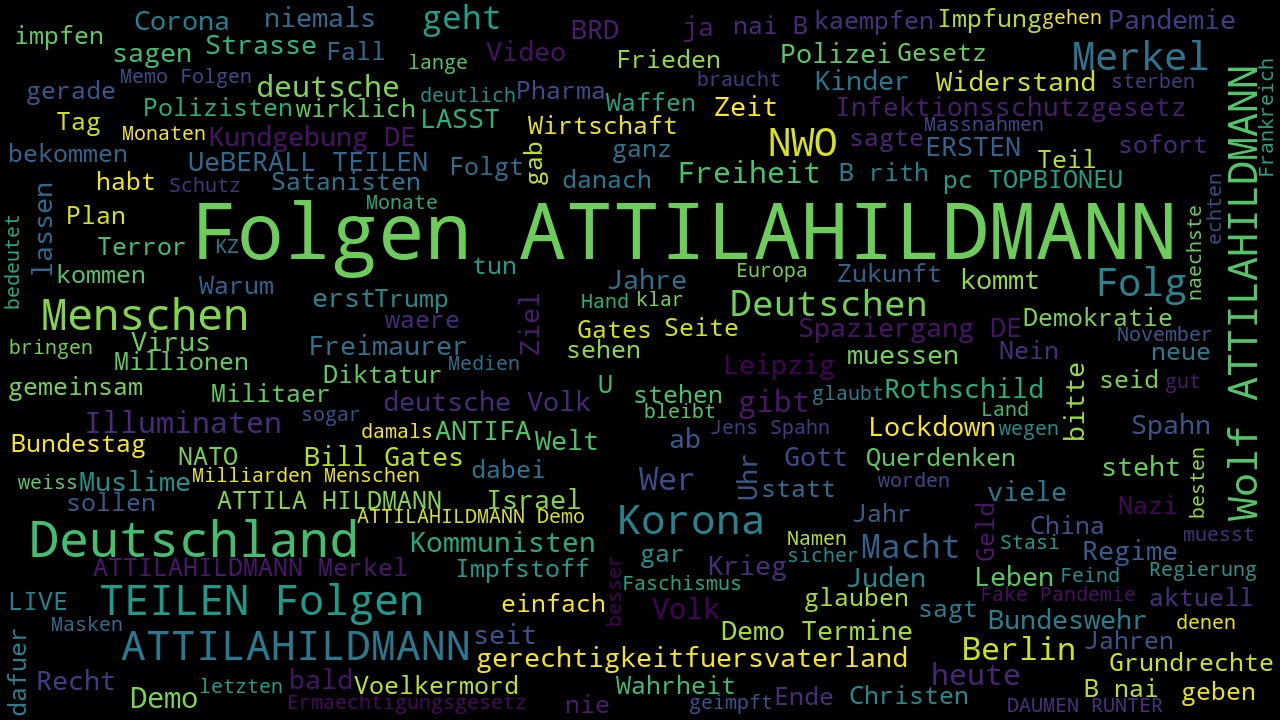 impfen
Corona
niemals
geht
BRD
ja
nai B
kaempfen
Impfung
gehen
Pandemie
sagen
Strasse
Fall
lange
Video
Frieden
Polizei
Gesetz
Merkel
gerade
Memo Folgen
deutsche
deutlich
Pharma
braucht
Kinder
Widerstand
sterben
Frankreich
Polizisten
wirklich
LASST
Waffen
Zeit
Infektionsschutzgesetz
Tag
Monaten
Kundgebung DE
Wirtschaft
NWO
sagte
Massnahmen
ERSTEN
sofort
bekommen
UeBERALL TEILEN
Folgt
gab
ganz
Teil
habt
Schutz
Satanisten
danach
Freiheit
B rith
pc TOPBIONEU
lassen
Plan
Monate
echten
Folgen ATTILAHILDMANN
Wolf ATTILAHILDMANN
bedeutet
Terror
KZ
naechste
kommen
Warum
tun
Jahre
Europa
Zukunft
kommt
Folg
Menschen
erst
Trump
waere
Ziel
Hand
klar
Deutschen
Demokratie
bringen
Virus
Freimaurer
Gates
Seite
Spaziergang DE
November
Millionen
Medien
sehen
Leipzig
muessen
Nein
neue
gemeinsam
Militaer
Diktatur
U
stehen
glaubt
Rothschild
bitte
seid
gut
Illuminaten
sogar
deutsche Volk
bleibt
gibt
Land
Bundestag
damals
ANTIFA
Welt
ab
Jens Spahn
Lockdown
wegen
Spahn
NATO
Bill Gates
dabei
Wer
Uhr
Gott
Querdenken
steht
weiss
Muslime
Milliarden Menschen
statt
worden
viele
besten
sollen
ATTILA HILDMANN
Israel
ATTILAHILDMANN Demo
Korona
Jahr
Geld
China
Nazi
Deutschland
Kommunisten
gar
Namen
sicher
Macht
Stasi
Regime
muesst
ATTILAHILDMANN Merkel
Impfstoff
besser
Faschismus
Krieg
Juden
Leben
Feind
Regierung
LIVE
TEILEN Folgen
einfach
Volk
glauben
sagt
Fake Pandemie
aktuell
Masken
Bundeswehr
denen
dafuer
ATTILAHILDMANN
seit
Demo Termine
Berlin
Jahren
gerechtigkeitfuersvaterland
Grundrechte
Recht
letzten
bald
Voelkermord
Wahrheit
heute
B nai
geben
Demo
Ermaechtigungsgesetz
nie
geimpft
Ende
Christen
DAUMEN RUNTER